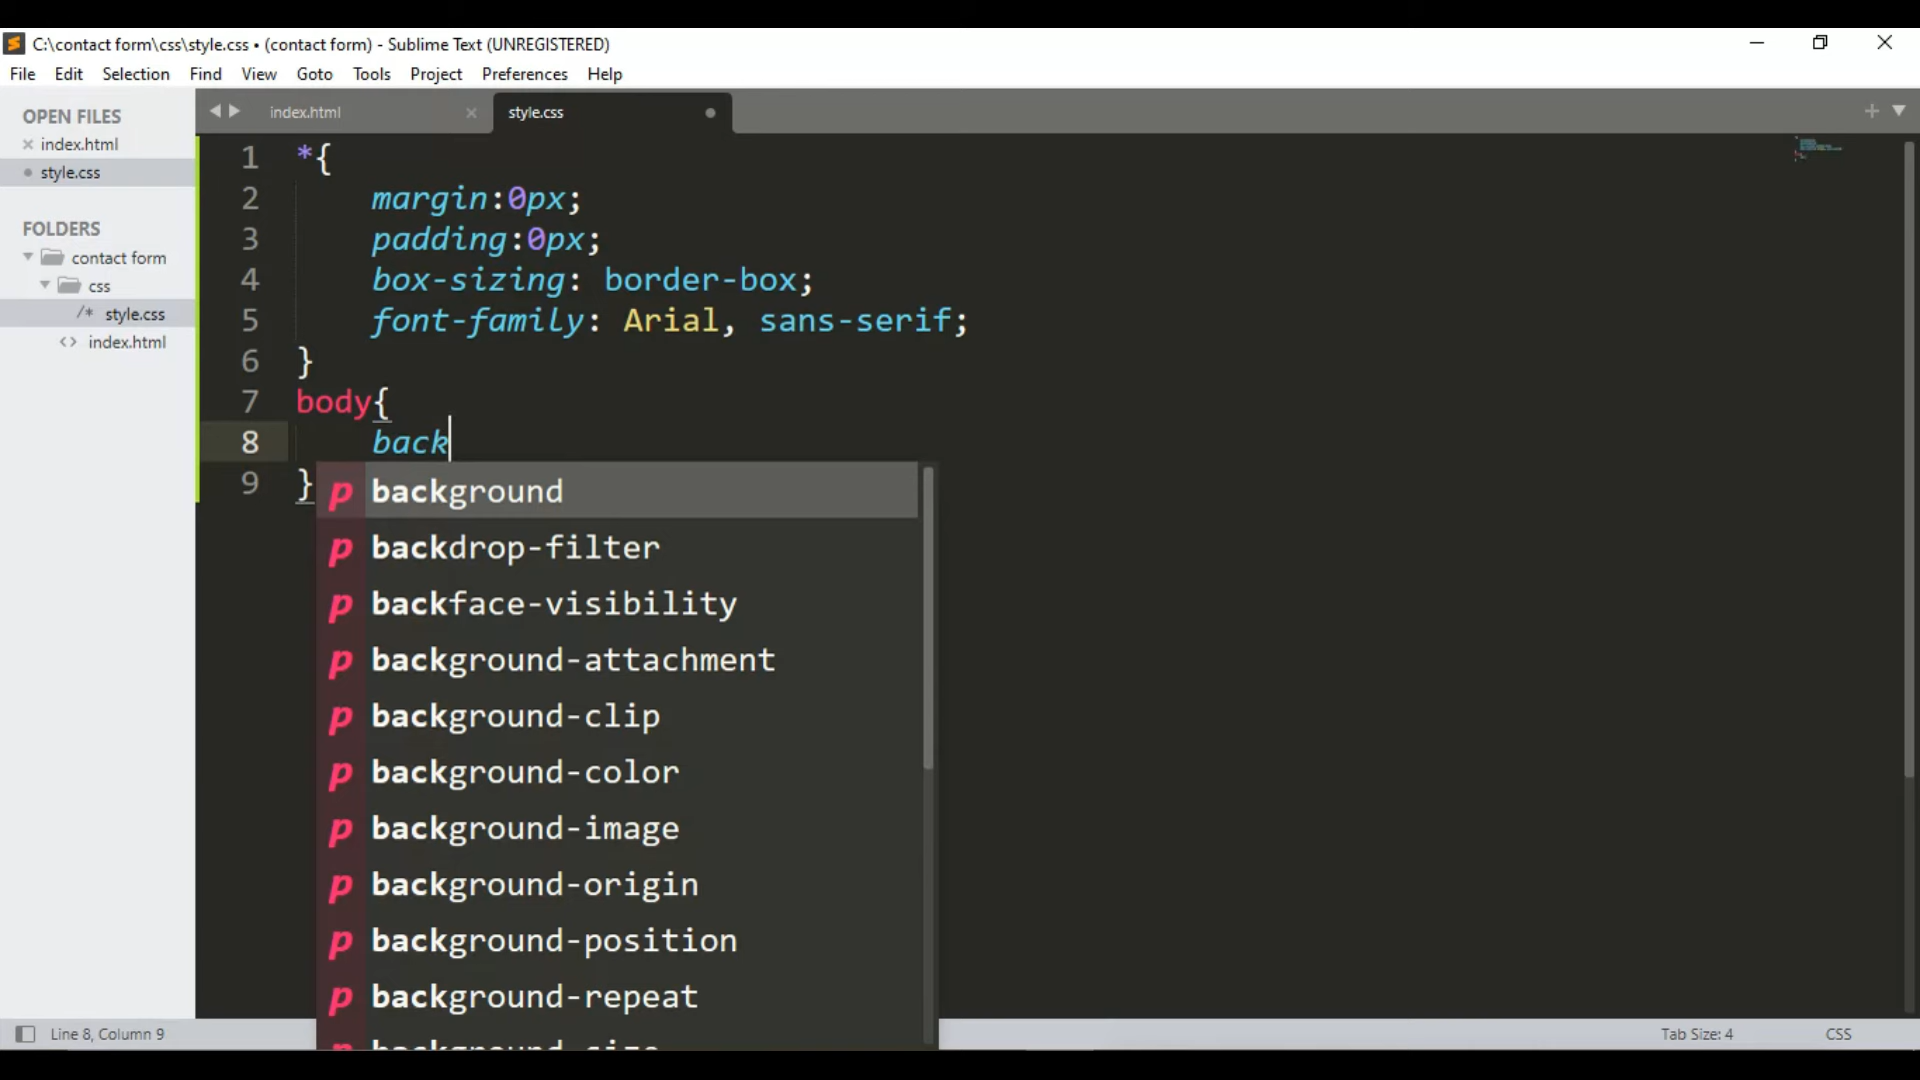 C:\contact form\css\style.css • (contact form) - Sublime Text (UNREGISTERED)
File Edit Selection Find View Goto Tools Project Preferences Help
OPEN FILES
index.html
style.css
FOLDERS
contact form
css
/* style.css
<> index.html
index.html style.css
1 *{
2 margin:0px;
3 padding:0px;
4 box-sizing: border-box;
5 font-family: Arial, sans-serif;
6 }
7 body{
8 back
9 }
p background
p backdrop-filter
p backface-visibility
p background-attachment
p background-clip
p background-color
p background-image
p background-origin
p background-position
p background-repeat
p background-size
Line 8, Column 9 Tab Size: 4 CSS